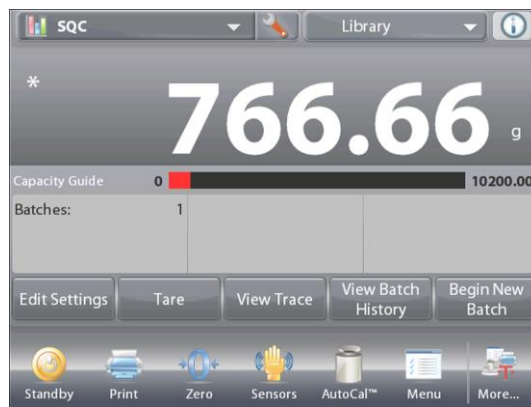 SQC
Library
*
766.66 g
Capacity Guide 0 10200.00
Batches: 1
Edit Settings
Tare
View Trace
View Batch
History
Begin New
Batch
Standby
Print
Zero
Sensors
AutoCal™
Menu
More...